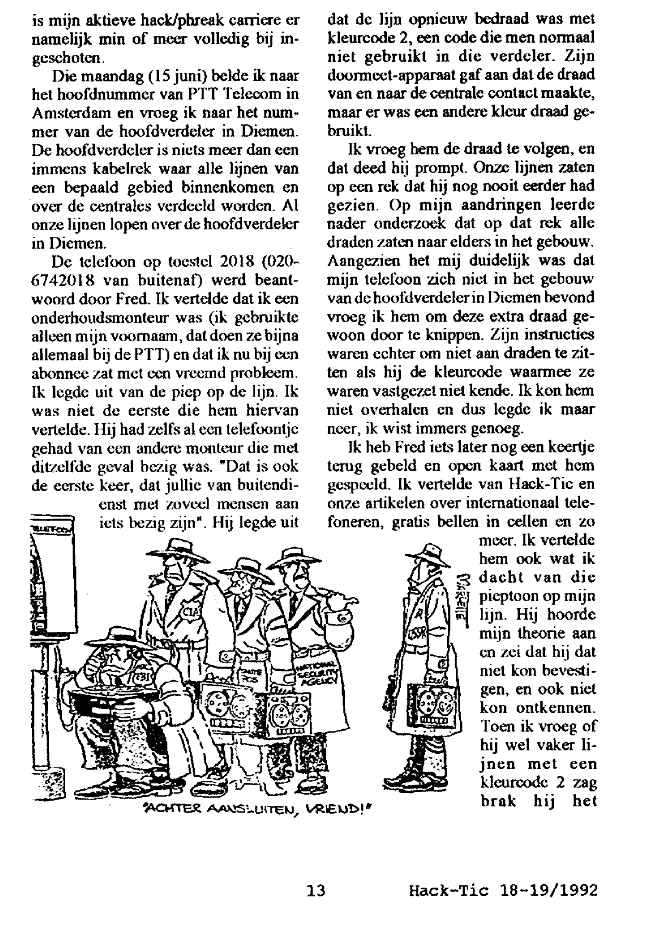 is mijn aktieve hack/phreak carriere er
namelijk min of meer volledig bij in-
geschoten.
Die maandag (15 juni) belde ik naar
het hoofdnummer van PTT Telecom in
Amsterdam en vroeg ik naar het num-
mer van de hoofdverdeler in Diemen.
De hoofdverdeler is niets meer dan een
immens kabelrek waar alle lijnen van
een bepaald gebied binnenkomen en
over de centrales verdeeld worden. Al
onze lijnen lopen over de hoofdverdeler
in Diemen.
De telefoon op toestel 2018 (020-
6742018 van buitenaf) werd beant-
woord door Fred. Ik vertelde dat ik een
onderhoudsmonteur was (ik gebruikte
alleen mijn voornaam, dat doen ze bijna
allemaal bij de PTT) en dat ik nu bij een
abonnee zat met een vreemd probleem.
Ik legde uit van de piep op de lijn. Ik
was niet de eerste die hem hiervan
vertelde. Hij had zelfs al een telefoontje
gehad van een andere monteur die met
ditzelfde geval bezig was. "Dat is ook
de eerste keer, dat jullie van buitendi-
enst met zoveel mensen aan
iets bezig zijn". Hij legde uit
dat de lijn opnieuw bedraad was met
kleurcode 2, een code die men normaal
niet gebruikt in die verdeler. Zijn
doormeet-apparaat gaf aan dat de draad
van en naar de centrale contact maakte,
maar er was een andere kleur draad ge-
bruikt.
Ik vroeg hem de draad te volgen, en
dat deed hij prompt. Onze lijnen zaten
op een rek dat hij nog nooit eerder had
gezien. Op mijn aandringen leerde
nader onderzoek dat op dat rek alle
draden zaten naar elders in het gebouw.
Aangezien het mij duidelijk was dat
mijn telefoon zich niet in het gebouw
van de hoofdverdeler in Diemen bevond
vroeg ik hem om deze extra draad ge-
woon door te knippen. Zijn instructies
waren echter om niet aan draden te zit-
ten als hij de kleurcode waarmee ze
waren vastgezet niet kende. Ik kon hem
niet overhalen en dus legde ik maar
neer, ik wist immers genoeg.
Ik heb Fred iets later nog een keertje
terug gebeld en open kaart met hem
gespeeld. Ik vertelde van Hack-Tic en
onze artikelen over internationaal tele-
foneren, gratis bellen in cellen en zo
meer. Ik vertelde
hem ook wat ik
dacht van die
pieptoon op mijn
lijn. Hij hoorde
mijn theorie aan
en zei dat hij dat
niet kon bevesti-
gen, en ook niet
kon ontkennen.
Toen ik vroeg of
hij wel vaker li-
jnen met een
kleurcode 2 zag
brak hij het
CIA
FBI
NATIONAL
SECURITY
AGENCY
USSR
"ACHTER AANSLUITEN, VRIEND!"
13 Hack-Tic 18-19/1992